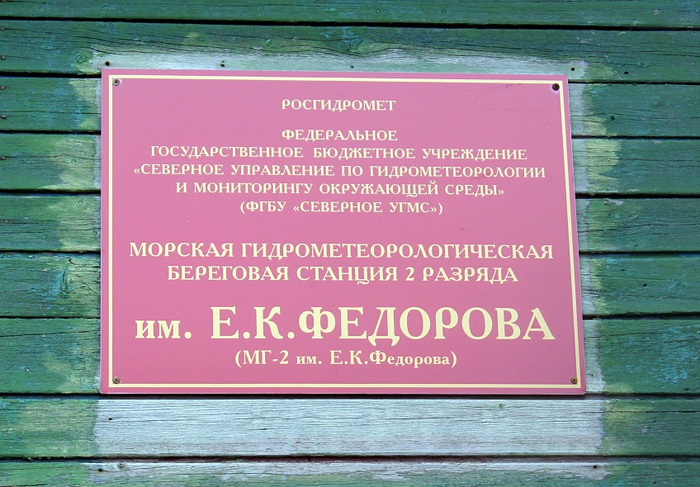 РОСГИДРОМЕТ
ФЕДЕРАЛЬНОЕ
ГОСУДАРСТВЕННОЕ БЮДЖЕТНОЕ УЧРЕЖДЕНИЕ
«СЕВЕРНОЕ УПРАВЛЕНИЕ ПО ГИДРОМЕТЕОРОЛОГИИ
И МОНИТОРИНГУ ОКРУЖАЮЩЕЙ СРЕДЫ»
(ФГБУ «СЕВЕРНОЕ УГМС»)
МОРСКАЯ ГИДРОМЕТЕОРОЛОГИЧЕСКАЯ
БЕРЕГОВАЯ СТАНЦИЯ 2 РАЗРЯДА
им. Е.К.ФЕДОРОВА
(МГ-2 им. Е.К.Федорова)